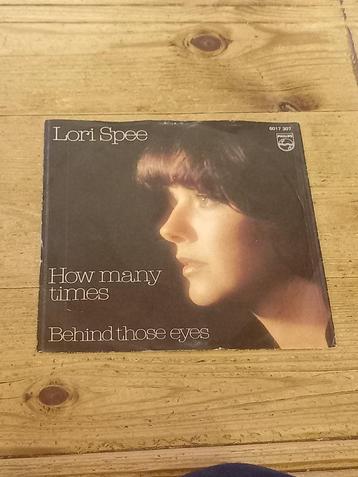 Lori Spee
6017 307
PHILIPS
How many
times
Behind those eyes